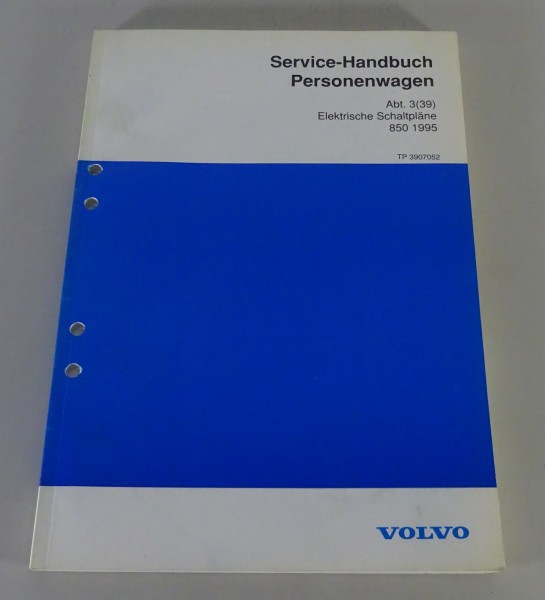 Service-Handbuch
Personenwagen
Abt. 3(39)
Elektrische Schaltpläne
850 1995
TP 3907052
VOLVO